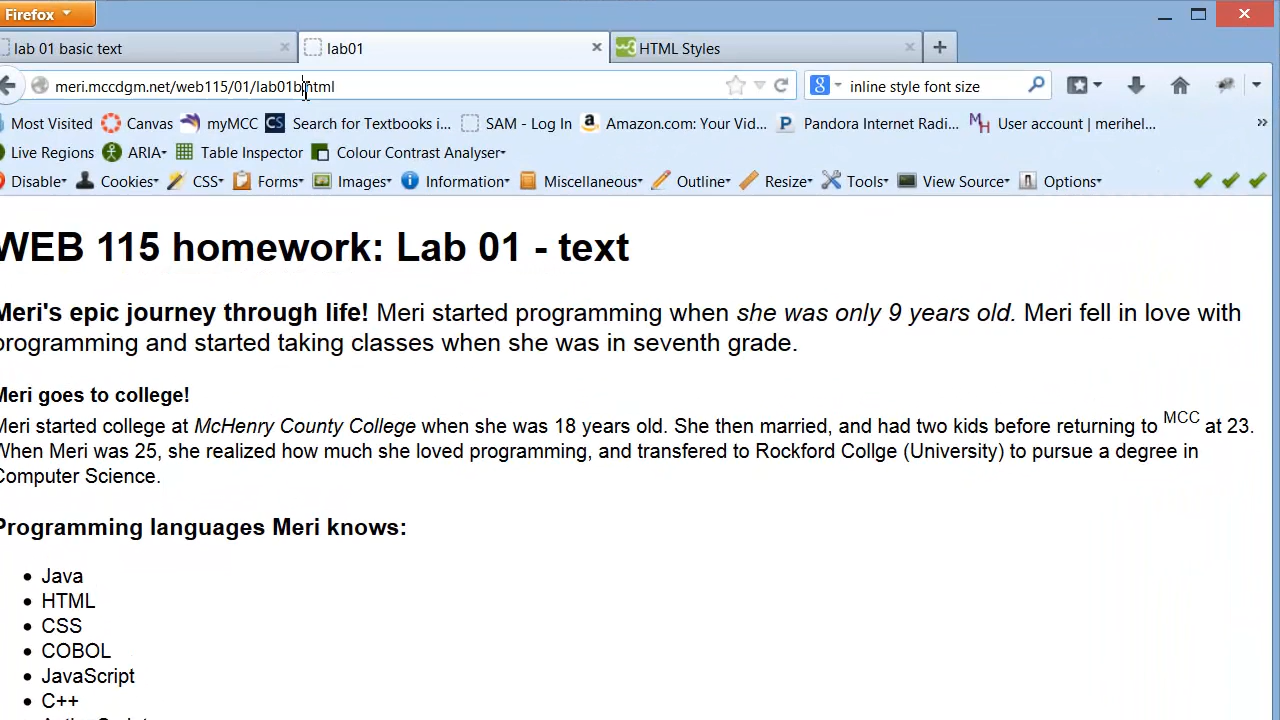 Firefox
lab 01 basic text
lab01
HTML Styles
meri.mccdgm.net/web115/01/lab01b.html
inline style font size
Most Visited Canvas myMCC Search for Textbooks i... SAM - Log In Amazon.com: Your Vid... Pandora Internet Radi... User account | merihel... »
Live Regions ARIA Table Inspector Colour Contrast Analyser
Disable Cookies CSS Forms Images Information Miscellaneous Outline Resize Tools View Source Options
WEB 115 homework: Lab 01 - text
Meri's epic journey through life! Meri started programming when she was only 9 years old. Meri fell in love with
programming and started taking classes when she was in seventh grade.
Meri goes to college!
Meri started college at McHenry County College when she was 18 years old. She then married, and had two kids before returning to MCC at 23.
When Meri was 25, she realized how much she loved programming, and transfered to Rockford Collge (University) to pursue a degree in
Computer Science.
Programming languages Meri knows:
Java
HTML
CSS
COBOL
JavaScript
C++